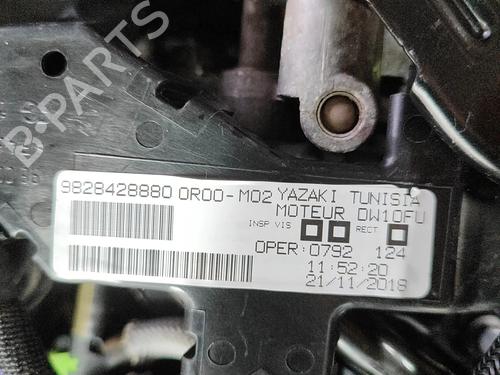 B-PARTS
9828428880 0R00-M02 YAZAKI TUNISIA
MOTEUR DW10FU
INSP VIS RECT
OPER:0792 124
11:52:20
21/11/2018